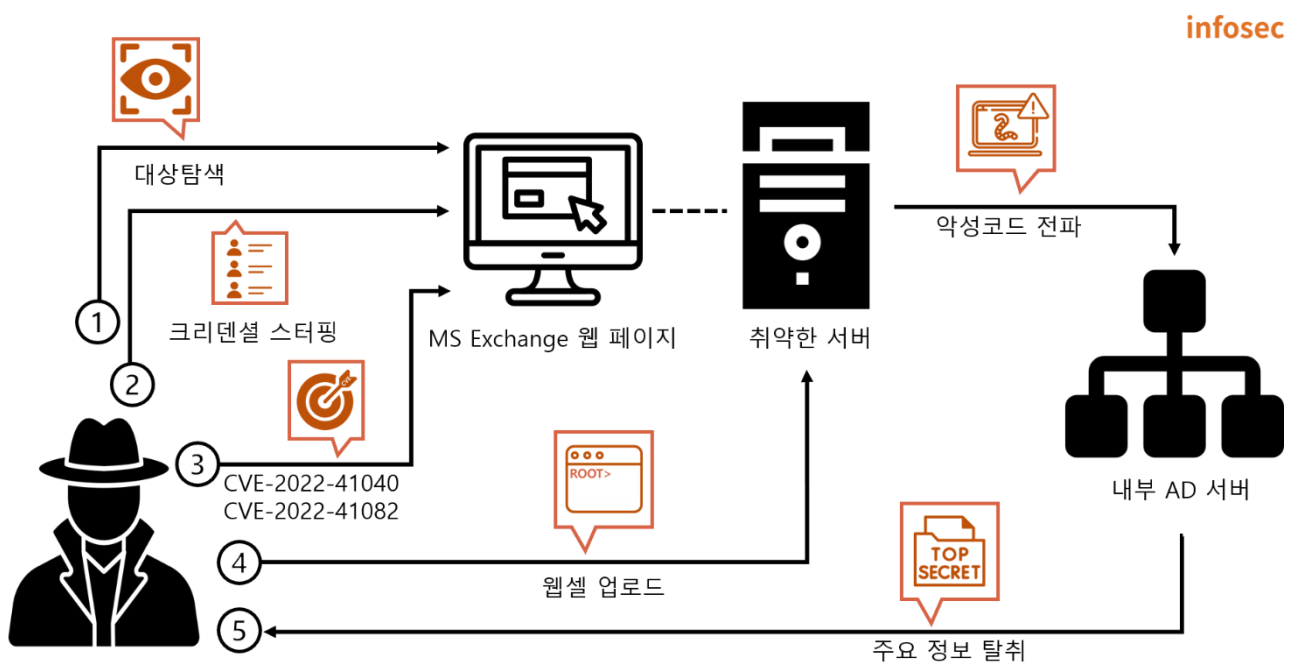 infosec
대상탐색
악성코드 전파
크리덴셜 스터핑
MS Exchange 웹 페이지
취약한 서버
1
2
CVE
3
CVE-2022-41040
CVE-2022-41082
ROOT>
내부 AD 서버
4
웹셀 업로드
TOP
SECRET
5
주요 정보 탈취